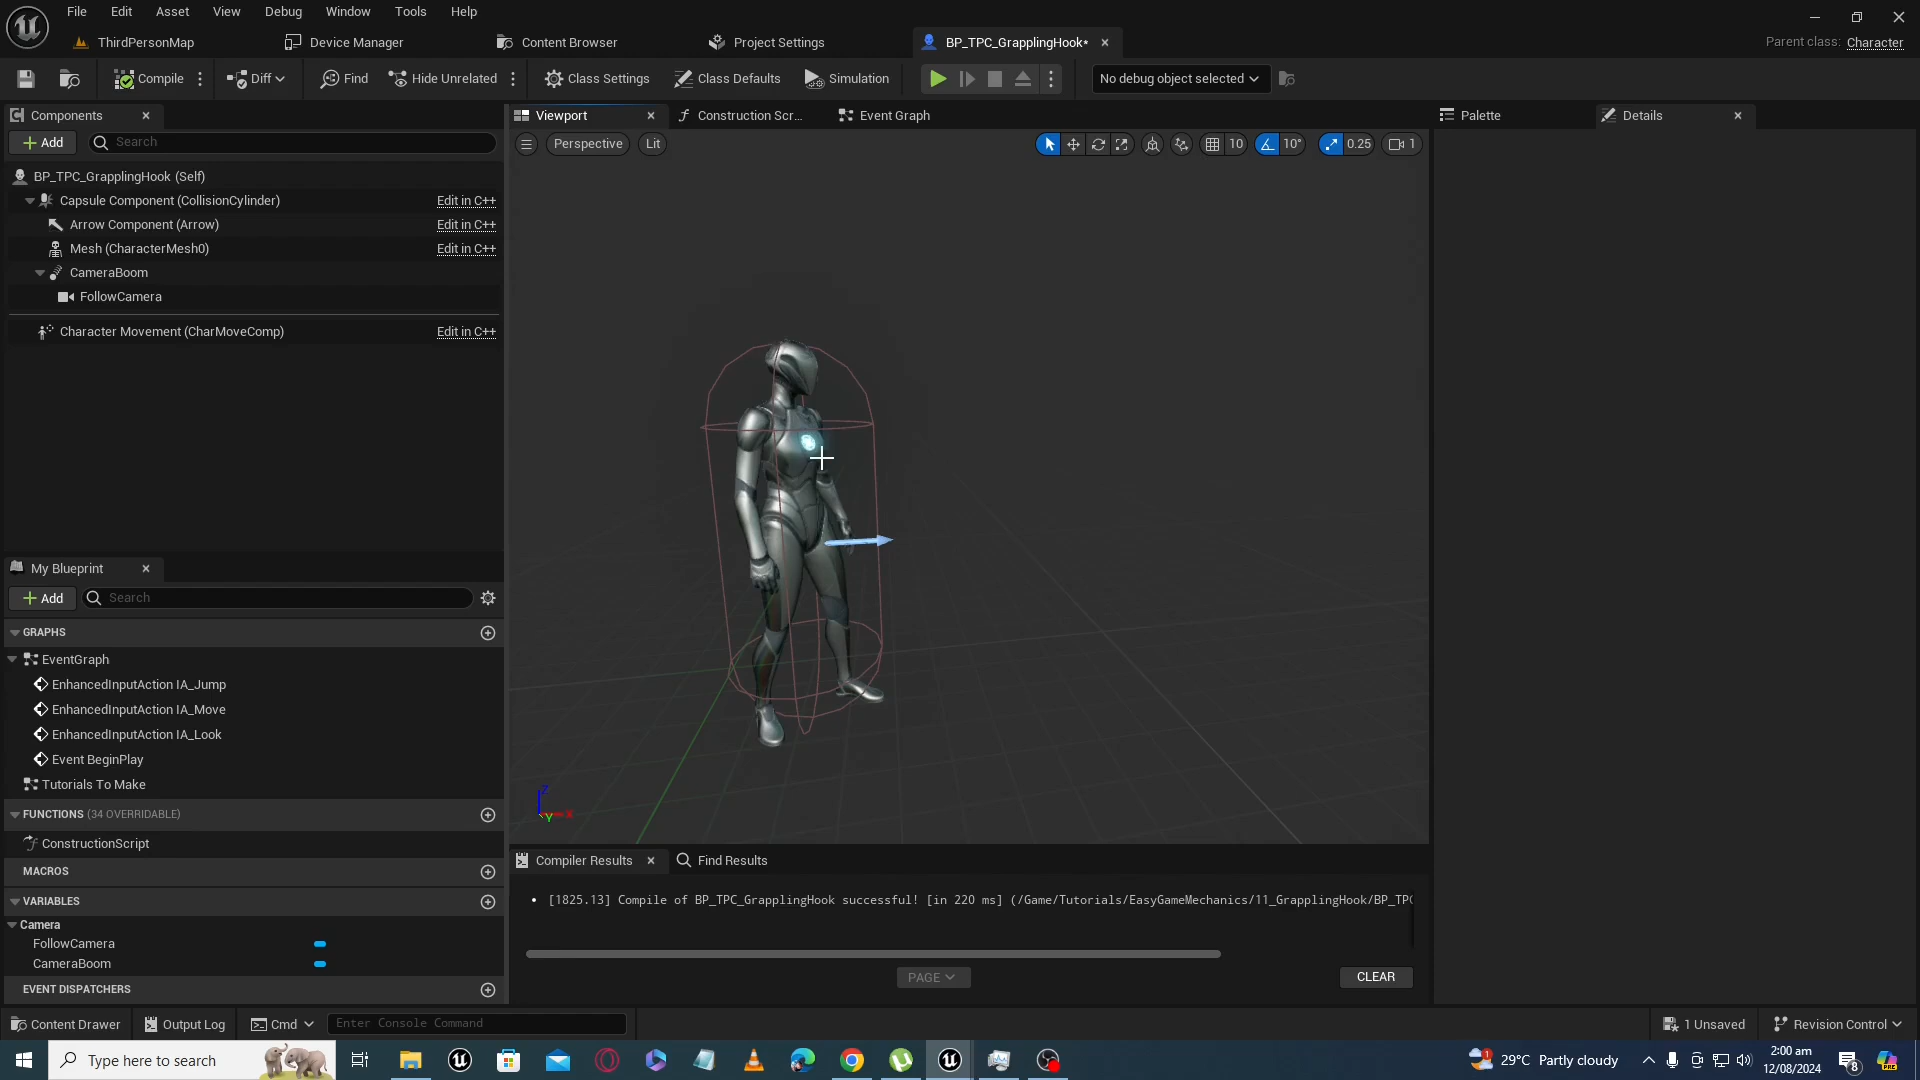 File Edit Asset View Debug Window Tools Help
ThirdPersonMap
Device Manager
Content Browser
Project Settings
BP_TPC_GrapplingHook*
Parent class: Character
Compile
Diff
Find
Hide Unrelated
Class Settings
Class Defaults
Simulation
No debug object selected
Components
Add
Search
BP_TPC_GrapplingHook (Self)
Capsule Component (CollisionCylinder) Edit in C++
Arrow Component (Arrow) Edit in C++
Mesh (CharacterMesh0) Edit in C++
CameraBoom
FollowCamera
Character Movement (CharMoveComp) Edit in C++
My Blueprint
Add
Search
GRAPHS
EventGraph
EnhancedInputAction IA_Jump
EnhancedInputAction IA_Move
EnhancedInputAction IA_Look
Event BeginPlay
Tutorials To Make
FUNCTIONS (34 OVERRIDABLE)
ConstructionScript
MACROS
VARIABLES
Camera
FollowCamera
CameraBoom
EVENT DISPATCHERS
Viewport
Construction Scr...
Event Graph
Perspective
Lit
10
10°
0.25
1
Z
X
Y
Compiler Results
Find Results
[1825.13] Compile of BP_TPC_GrapplingHook successful! [in 220 ms] (/Game/Tutorials/EasyGameMechanics/11_GrapplingHook/BP_TPC
PAGE
CLEAR
Palette
Details
Content Drawer
Output Log
Cmd
Enter Console Command
1 Unsaved
Revision Control
Type here to search
1
29°C Partly cloudy
2:00 am
12/08/2024
8
PRE